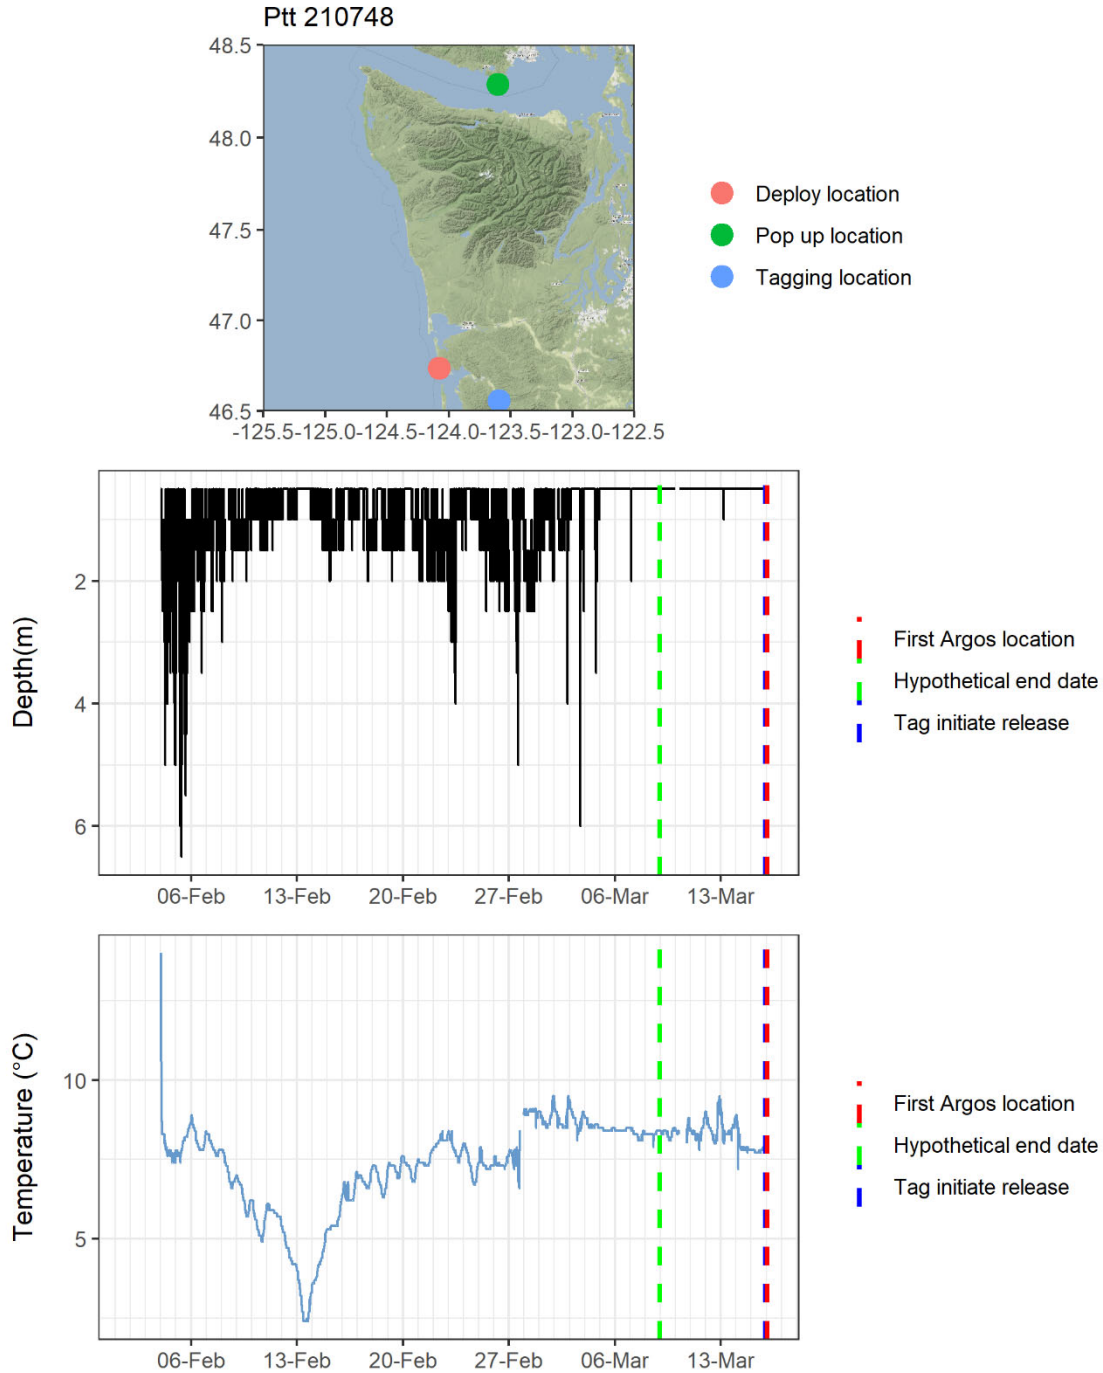 Ptt 210748
48.5
48.0
47.5
47.0
46.5
-125.5-125.0-124.5-124.0-123.5-123.0-122.5
Deploy location
Pop up location
Tagging location
Depth(m)
2
4
6
06-Feb 13-Feb 20-Feb 27-Feb 06-Mar 13-Mar
First Argos location
Hypothetical end date
Tag initiate release
Temperature (°C)
10
5
06-Feb 13-Feb 20-Feb 27-Feb 06-Mar 13-Mar
First Argos location
Hypothetical end date
Tag initiate release